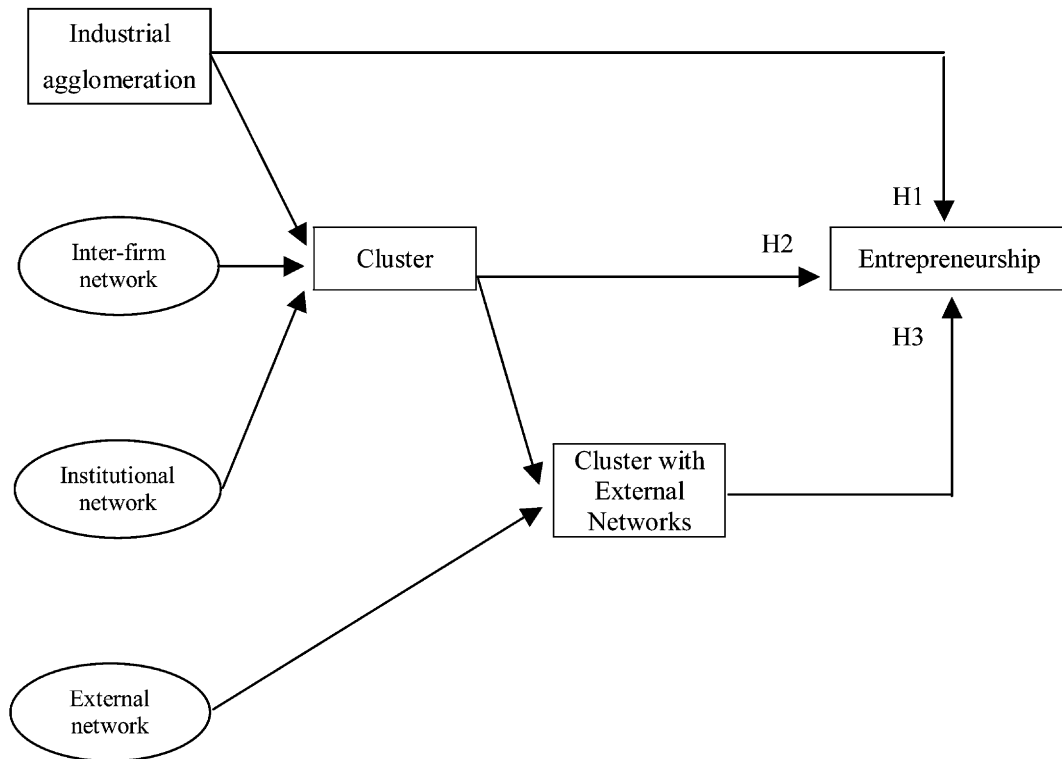 Industrial
agglomeration
H1
Inter-firm
network
Cluster
H2
Entrepreneurship
H3
Institutional
network
Cluster with
External
Networks
External
network